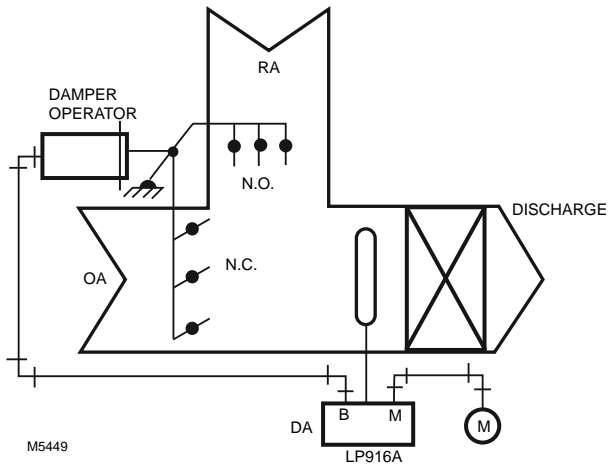 RA
DAMPER
OPERATOR
N.O.
DISCHARGE
OA
N.C.
B
M
DA
M
M5449
LP916A